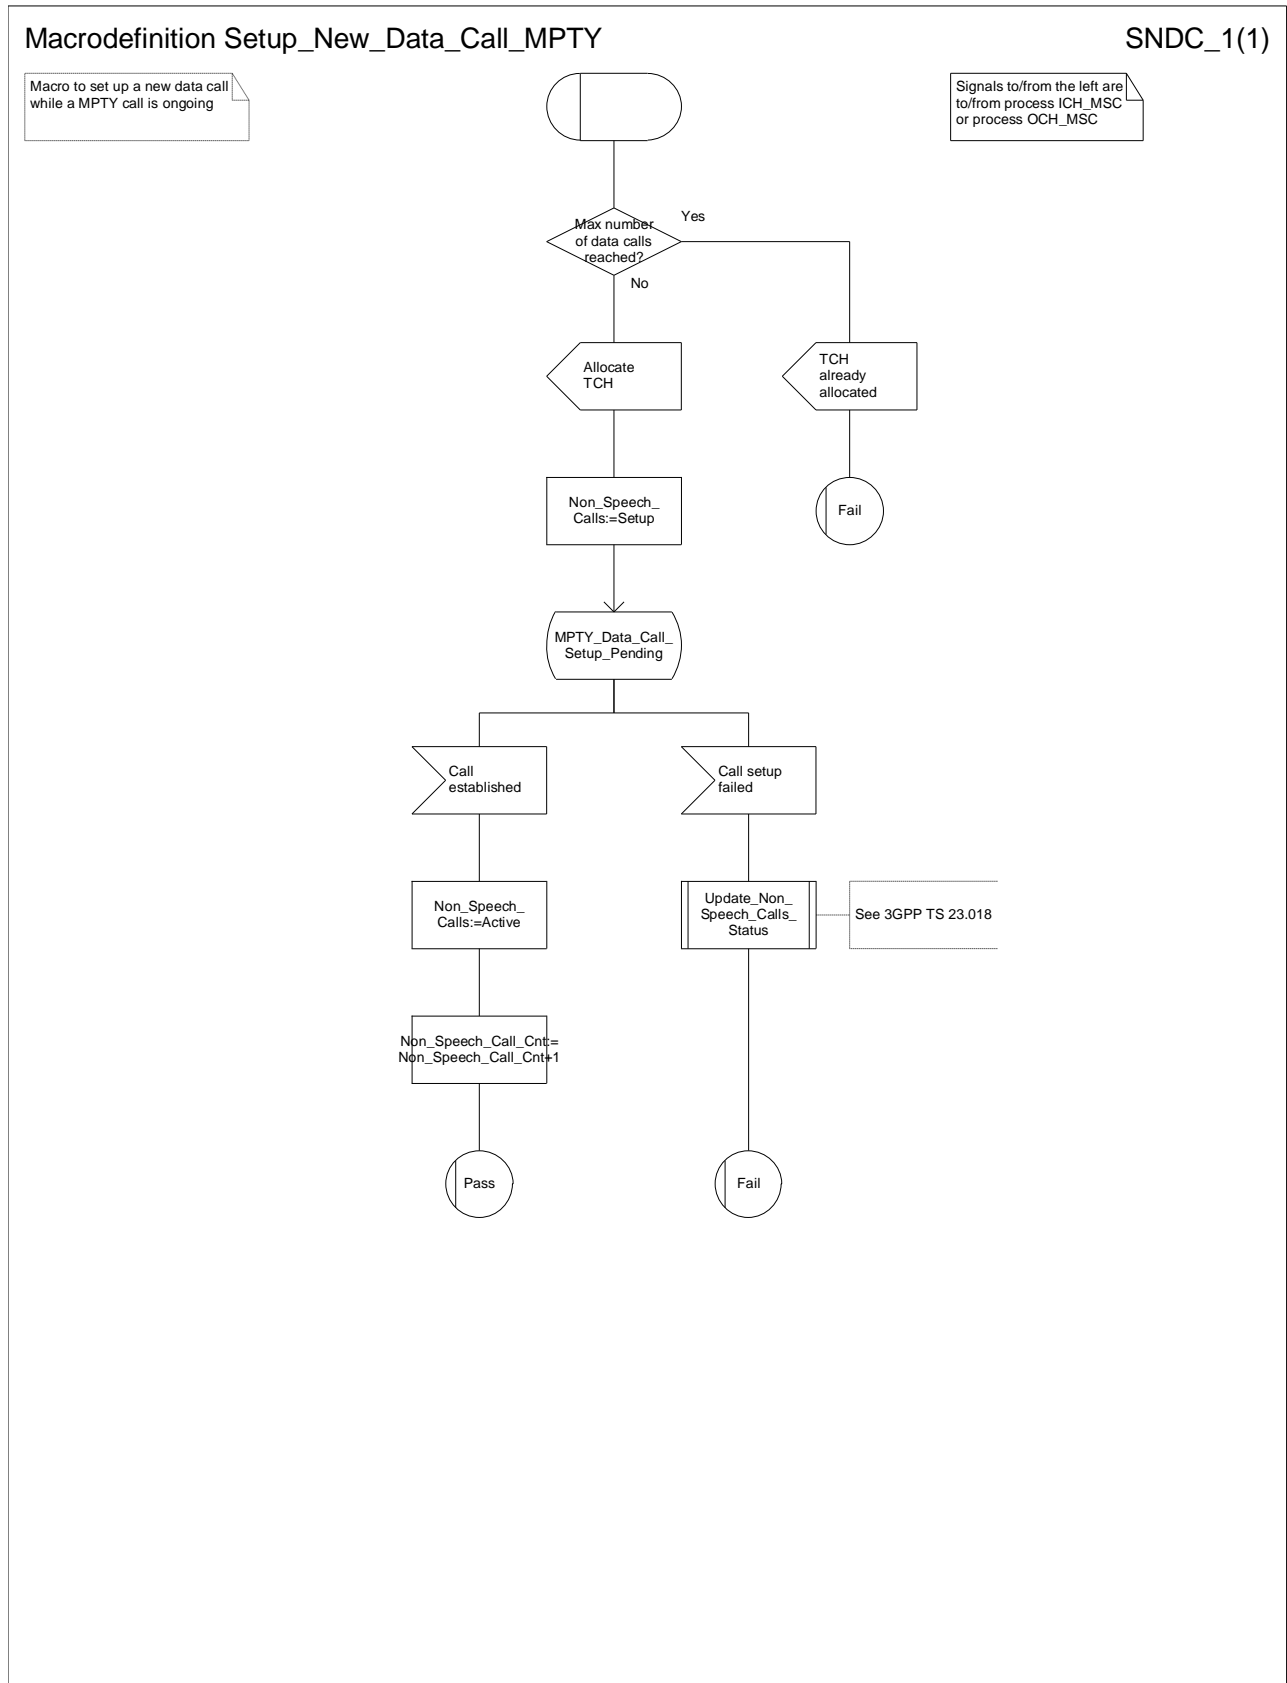 Macrodefinition Setup_New_Data_Call_MPTY
SNDC_1(1)
Macro to set up a new data call
while a MPTY call is ongoing
Signals to/from the left are
to/from process ICH_MSC
or process OCH_MSC
Max number
of data calls
reached?
Yes
No
Allocate
TCH
TCH
already
allocated
Non_Speech_
Calls:=Setup
Fail
MPTY_Data_Call_
Setup_Pending
Call
established
Call setup
failed
Non_Speech_
Calls:=Active
Update_Non_
Speech_Calls_
Status
See 3GPP TS 23.018
Non_Speech_Call_Cnt:=
Non_Speech_Call_Cnt+1
Pass
Fail